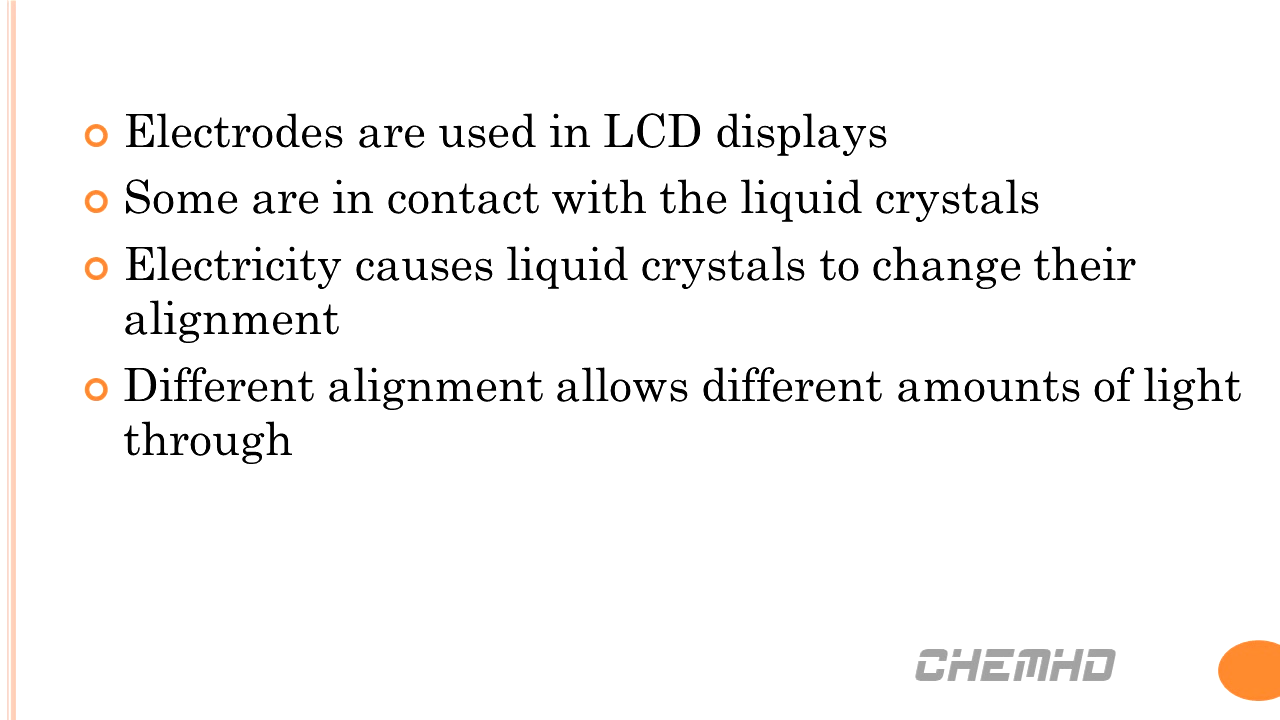 Electrodes are used in LCD displays
Some are in contact with the liquid crystals
Electricity causes liquid crystals to change their
alignment
Different alignment allows different amounts of light
through
CHEMHD